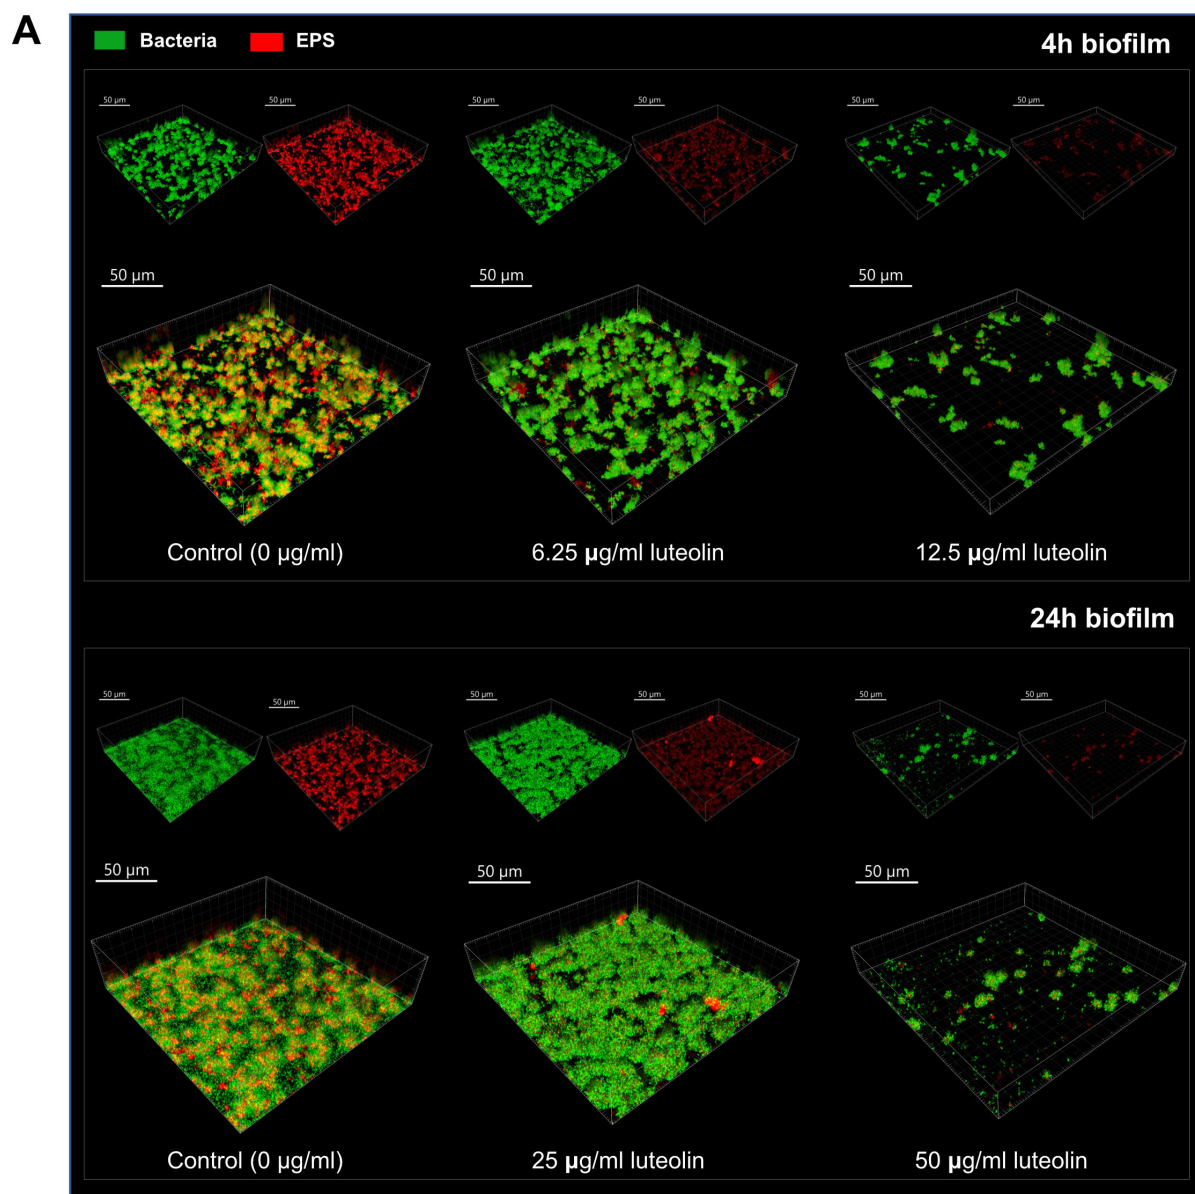 A
Bacteria EPS 4h biofilm
50 µm 50 µm 50 µm 50 µm 50 µm 50 µm
50 µm 50 µm 50 µm
Control (0 µg/ml) 6.25 µg/ml luteolin 12.5 µg/ml luteolin
24h biofilm
50 µm 50 µm 50 µm 50 µm 50 µm 50 µm
50 µm 50 µm 50 µm
Control (0 µg/ml) 25 µg/ml luteolin 50 µg/ml luteolin